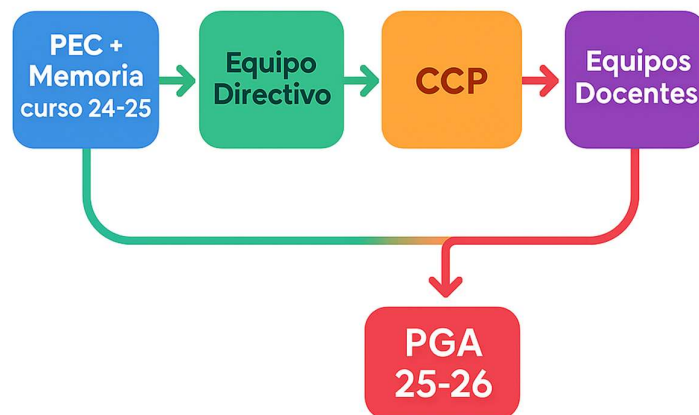 PEC +
Memoria
curso 24-25
Equipo
Directivo
CCP
Equipos
Docentes
PGA
25-26